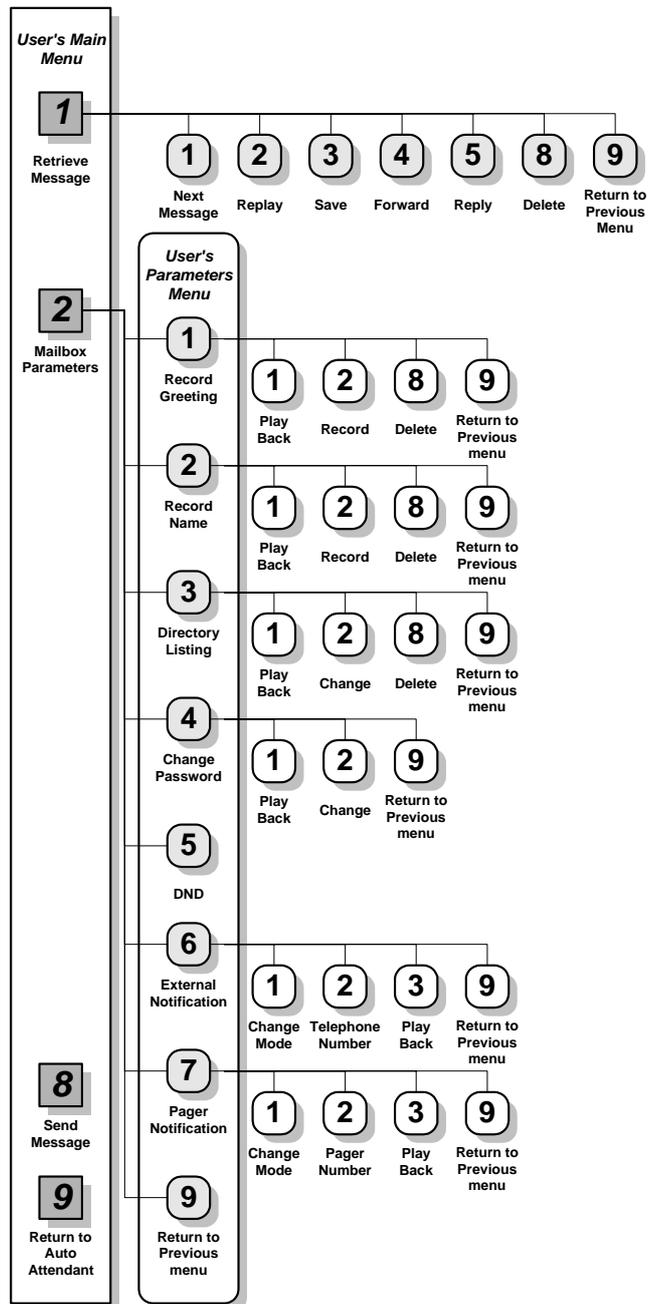 User's Main
Menu
1
Retrieve
Message
1
Next
Message
2
Replay
3
Save
4
Forward
5
Reply
8
Delete
9
Return to
Previous
Menu
2
Mailbox
Parameters
User's
Parameters
Menu
1
Record
Greeting
1
Play
Back
2
Record
8
Delete
9
Return to
Previous
menu
2
Record
Name
1
Play
Back
2
Record
8
Delete
9
Return to
Previous
menu
3
Directory
Listing
1
Play
Back
2
Change
8
Delete
9
Return to
Previous
menu
4
Change
Password
1
Play
Back
2
Change
9
Return to
Previous
menu
5
DND
6
External
Notification
1
Change
Mode
2
Telephone
Number
3
Play
Back
9
Return to
Previous
menu
7
Pager
Notification
1
Change
Mode
2
Pager
Number
3
Play
Back
9
Return to
Previous
menu
9
Return to
Previous
menu
8
Send
Message
9
Return to
Auto
Attendant